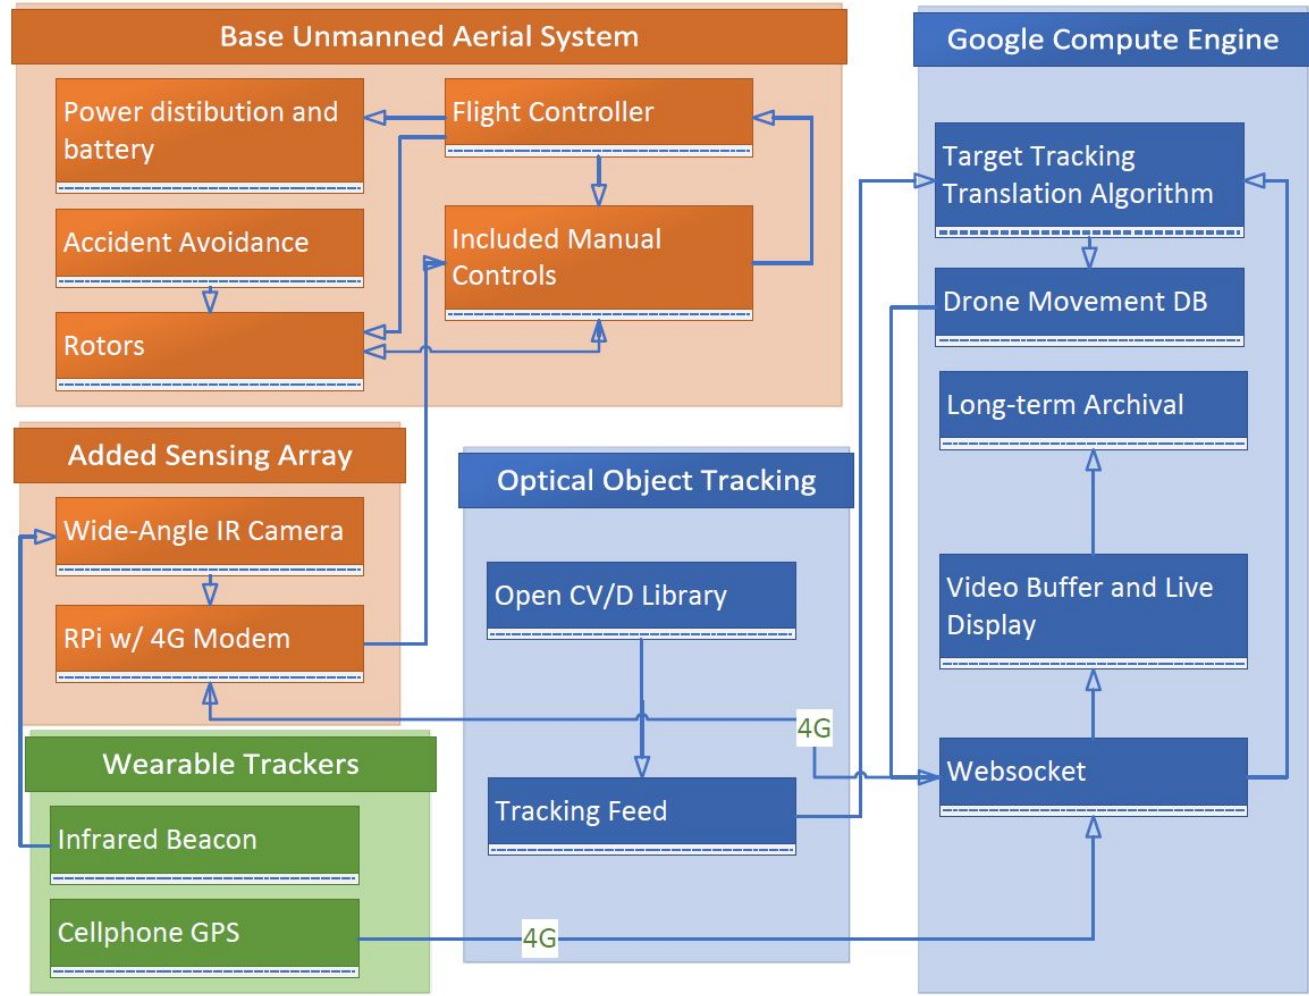 Base Unmanned Aerial System
Power distibution and
battery
Flight Controller
Accident Avoidance
Included Manual
Controls
Rotors
Added Sensing Array
Wide-Angle IR Camera
RPi w/ 4G Modem
Wearable Trackers
Infrared Beacon
Cellphone GPS
Optical Object Tracking
Open CV/D Library
Tracking Feed
4G
4G
Google Compute Engine
Target Tracking
Translation Algorithm
Drone Movement DB
Long-term Archival
Video Buffer and Live
Display
Websocket